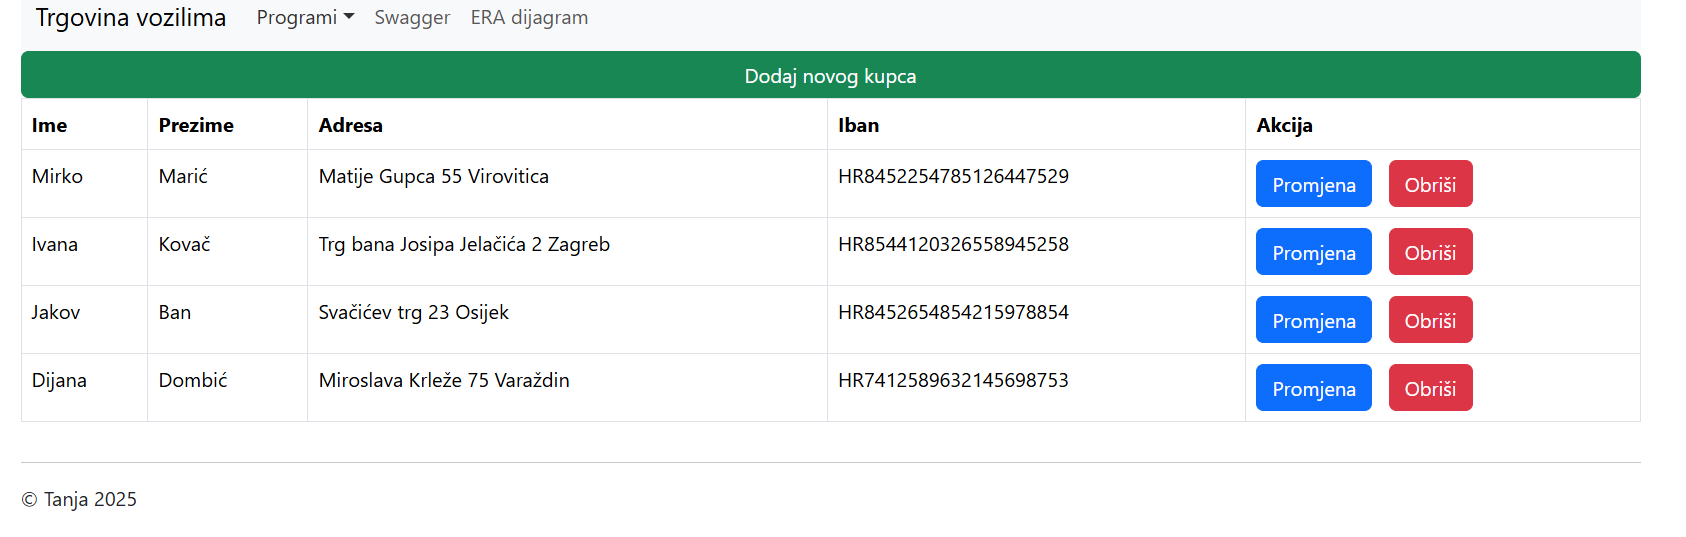 Trgovina vozilima Programi Swagger ERA dijagram
Dodaj novog kupca
Ime Prezime Adresa Iban Akcija
Mirko Marić Matije Gupca 55 Virovitica HR8452254785126447529 Promjena Obriši
Ivana Kovač Trg bana Josipa Jelačića 2 Zagreb HR8544120326558945258 Promjena Obriši
Jakov Ban Svačićev trg 23 Osijek HR8452654854215978854 Promjena Obriši
Dijana Dombić Miroslava Krleže 75 Varaždin HR7412589632145698753 Promjena Obriši
© Tanja 2025